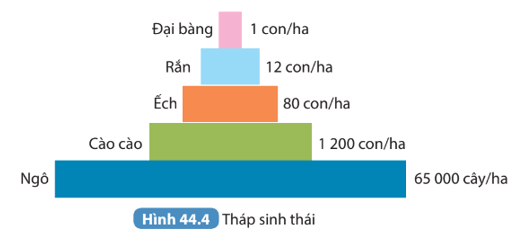 Đại bàng 1 con/ha
Rắn 12 con/ha
Ếch 80 con/ha
Cào cào 1 200 con/ha
Ngô 65 000 cây/ha
Hình 44.4 Tháp sinh thái